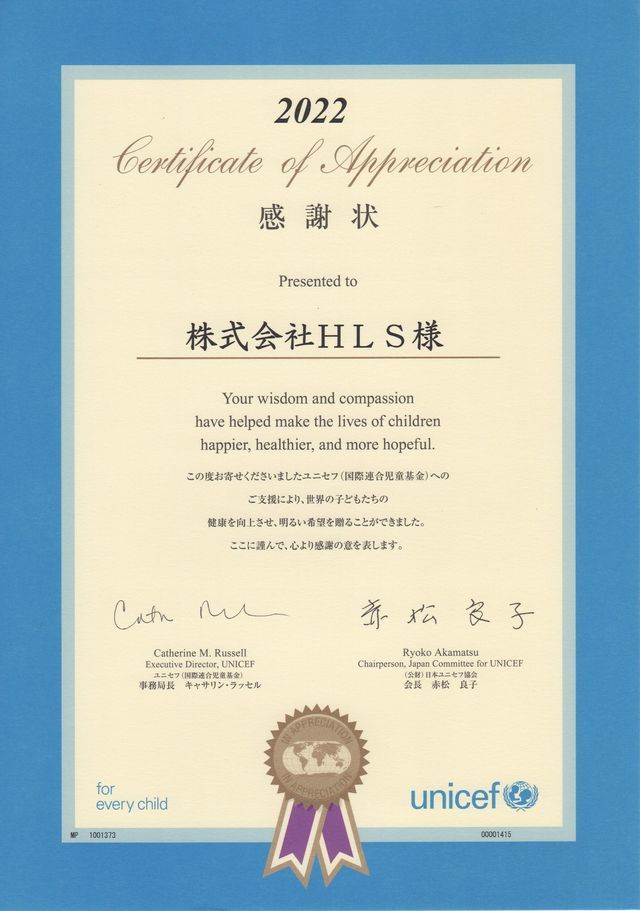 2022
Certificate of Appreciation
感謝状
Presented to
株式会社ＨＬＳ様
Your wisdom and compassion
have helped make the lives of children
happier, healthier, and more hopeful.
この度お寄せくださいましたユニセフ（国際連合児童基金）への
ご支援により、世界の子どもたちの
健康を向上させ、明るい希望を贈ることができました。
ここに謹んで、心より感謝の意を表します。
赤松良子
Catherine M. Russell
Executive Director, UNICEF
ユニセフ（国際連合児童基金）
事務局長　キャサリン・ラッセル
Ryoko Akamatsu
Chairperson, Japan Committee for UNICEF
（公財）日本ユニセフ協会
会長　赤松　良子
IN APPRECIATION
IN APPRECIATION
for
every child
unicef
MP 1001373
00001415